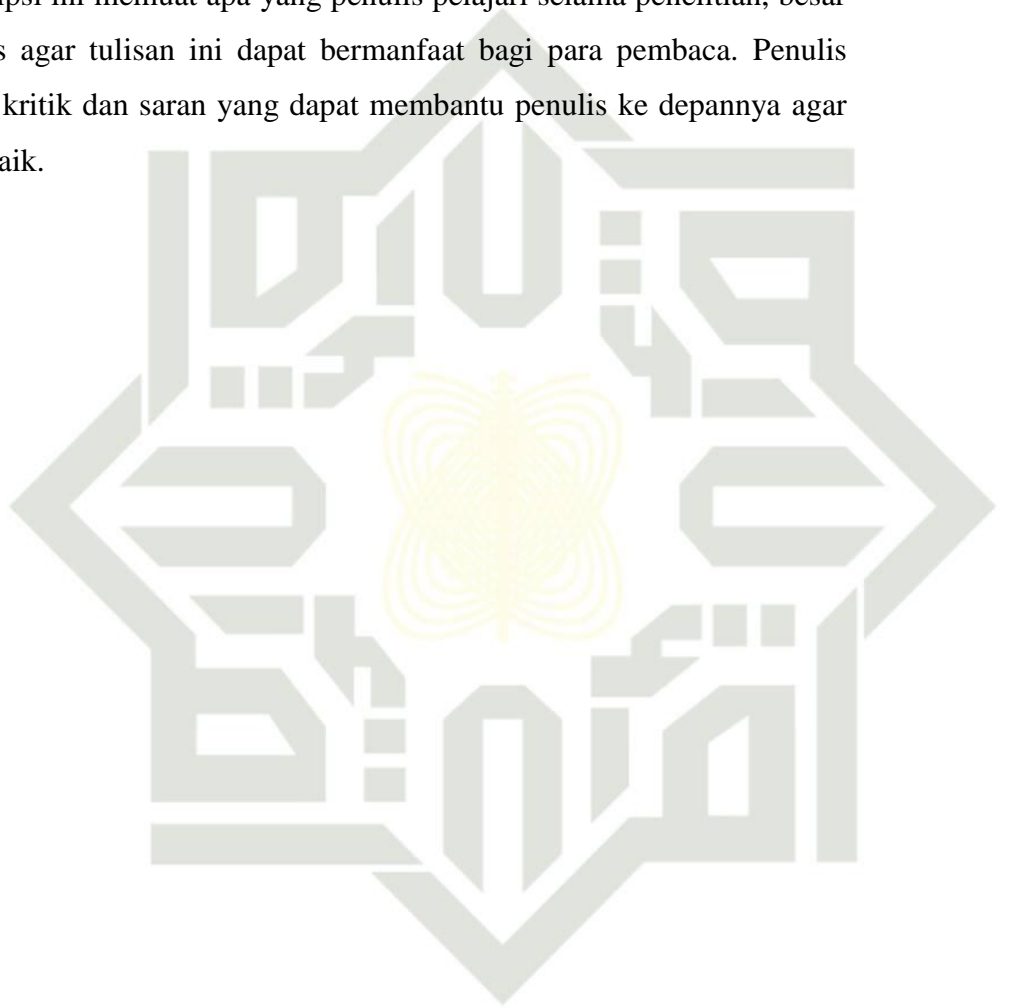 ipsi ini memuat apa yang penulis pelajari selama penelitian, besar
s agar tulisan ini dapat bermanfaat bagi para pembaca. Penulis
kritik dan saran yang dapat membantu penulis ke depannya agar
aik.